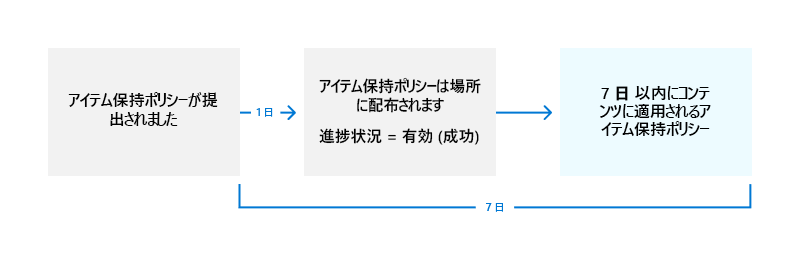 アイテム保持ポリシーが提
出されました
1日
アイテム保持ポリシーは場所
に配布されます
進捗状況 = 有効 (成功)
7 日 以内にコンテ
ンツに適用されるア
イテム保持ポリシー
7日